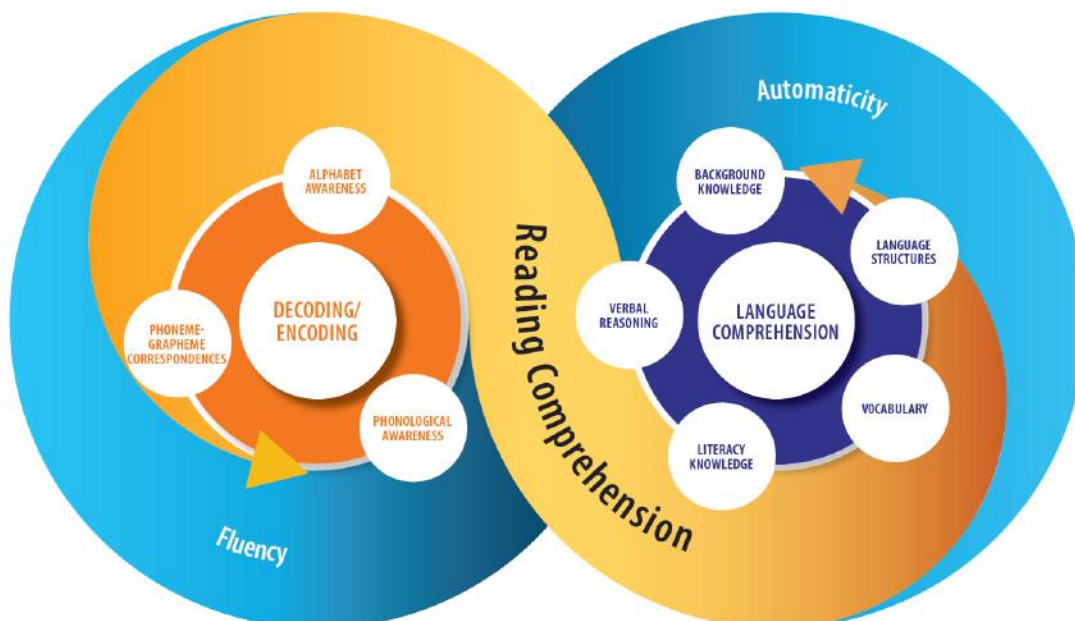 ALPHABET
AWARENESS
DECODING/
ENCODING
PHONEME-
GRAPHEME
CORRESPONDENCES
PHONOLOGICAL
AWARENESS
Fluency
Reading Comprehension
Automaticity
BACKGROUND
KNOWLEDGE
LANGUAGE
STRUCTURES
VERBAL
REASONING
LANGUAGE
COMPREHENSION
VOCABULARY
LITERACY
KNOWLEDGE